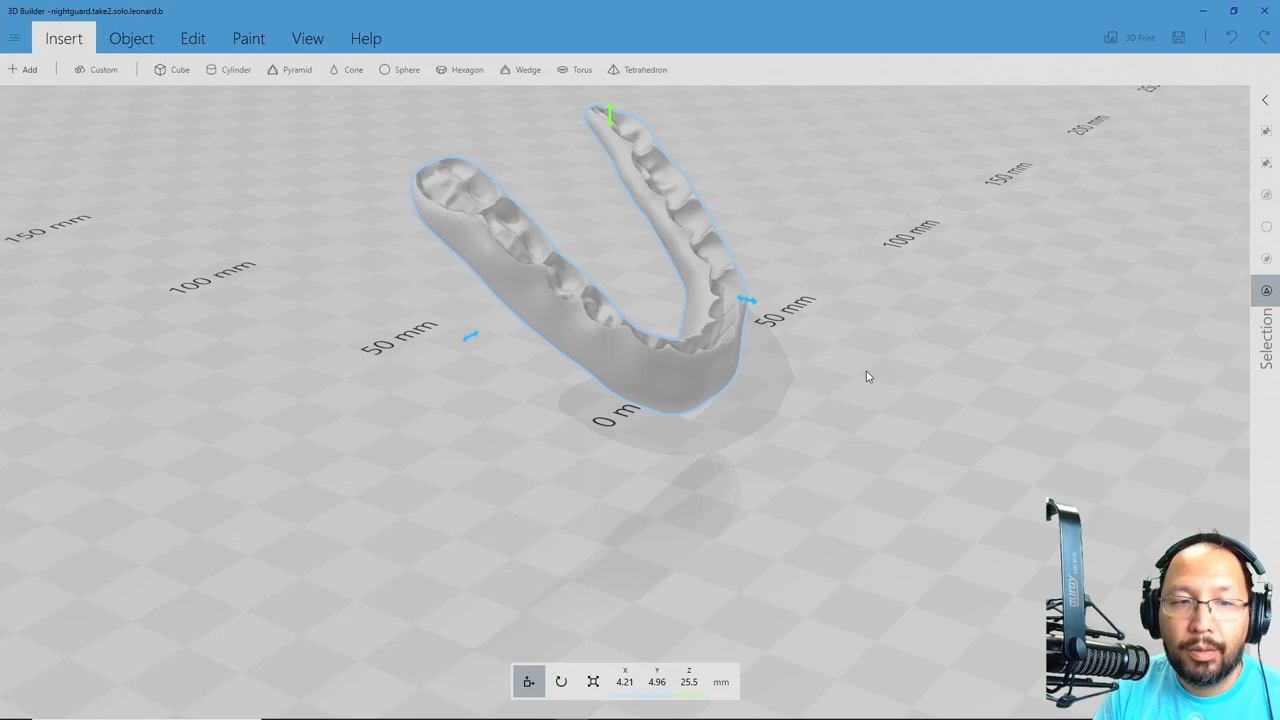 3D Builder -nightguard.take2.solo.leonard.b
Insert Object Edit Paint View Help
3D Print
Add Custom Cube Cylinder Pyramid Cone Sphere Hexagon Wedge Torus Tetrahedron
200 mm
150 mm
150 mm
100 mm
100 mm
50 mm
50 mm
0 m
Selection
X Y Z
4.21 4.96 25.5 mm